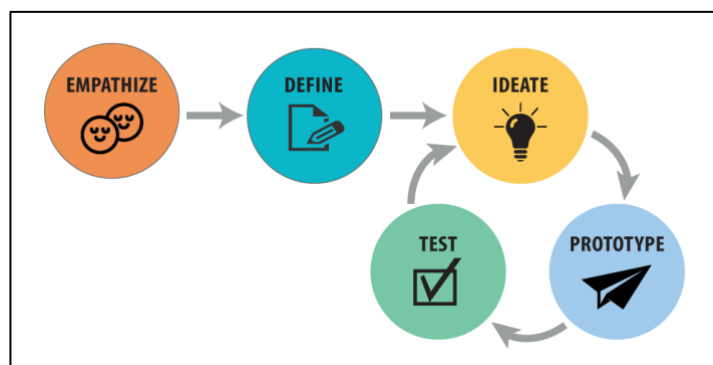 EMPATHIZE
DEFINE
IDEATE
TEST
PROTOTYPE